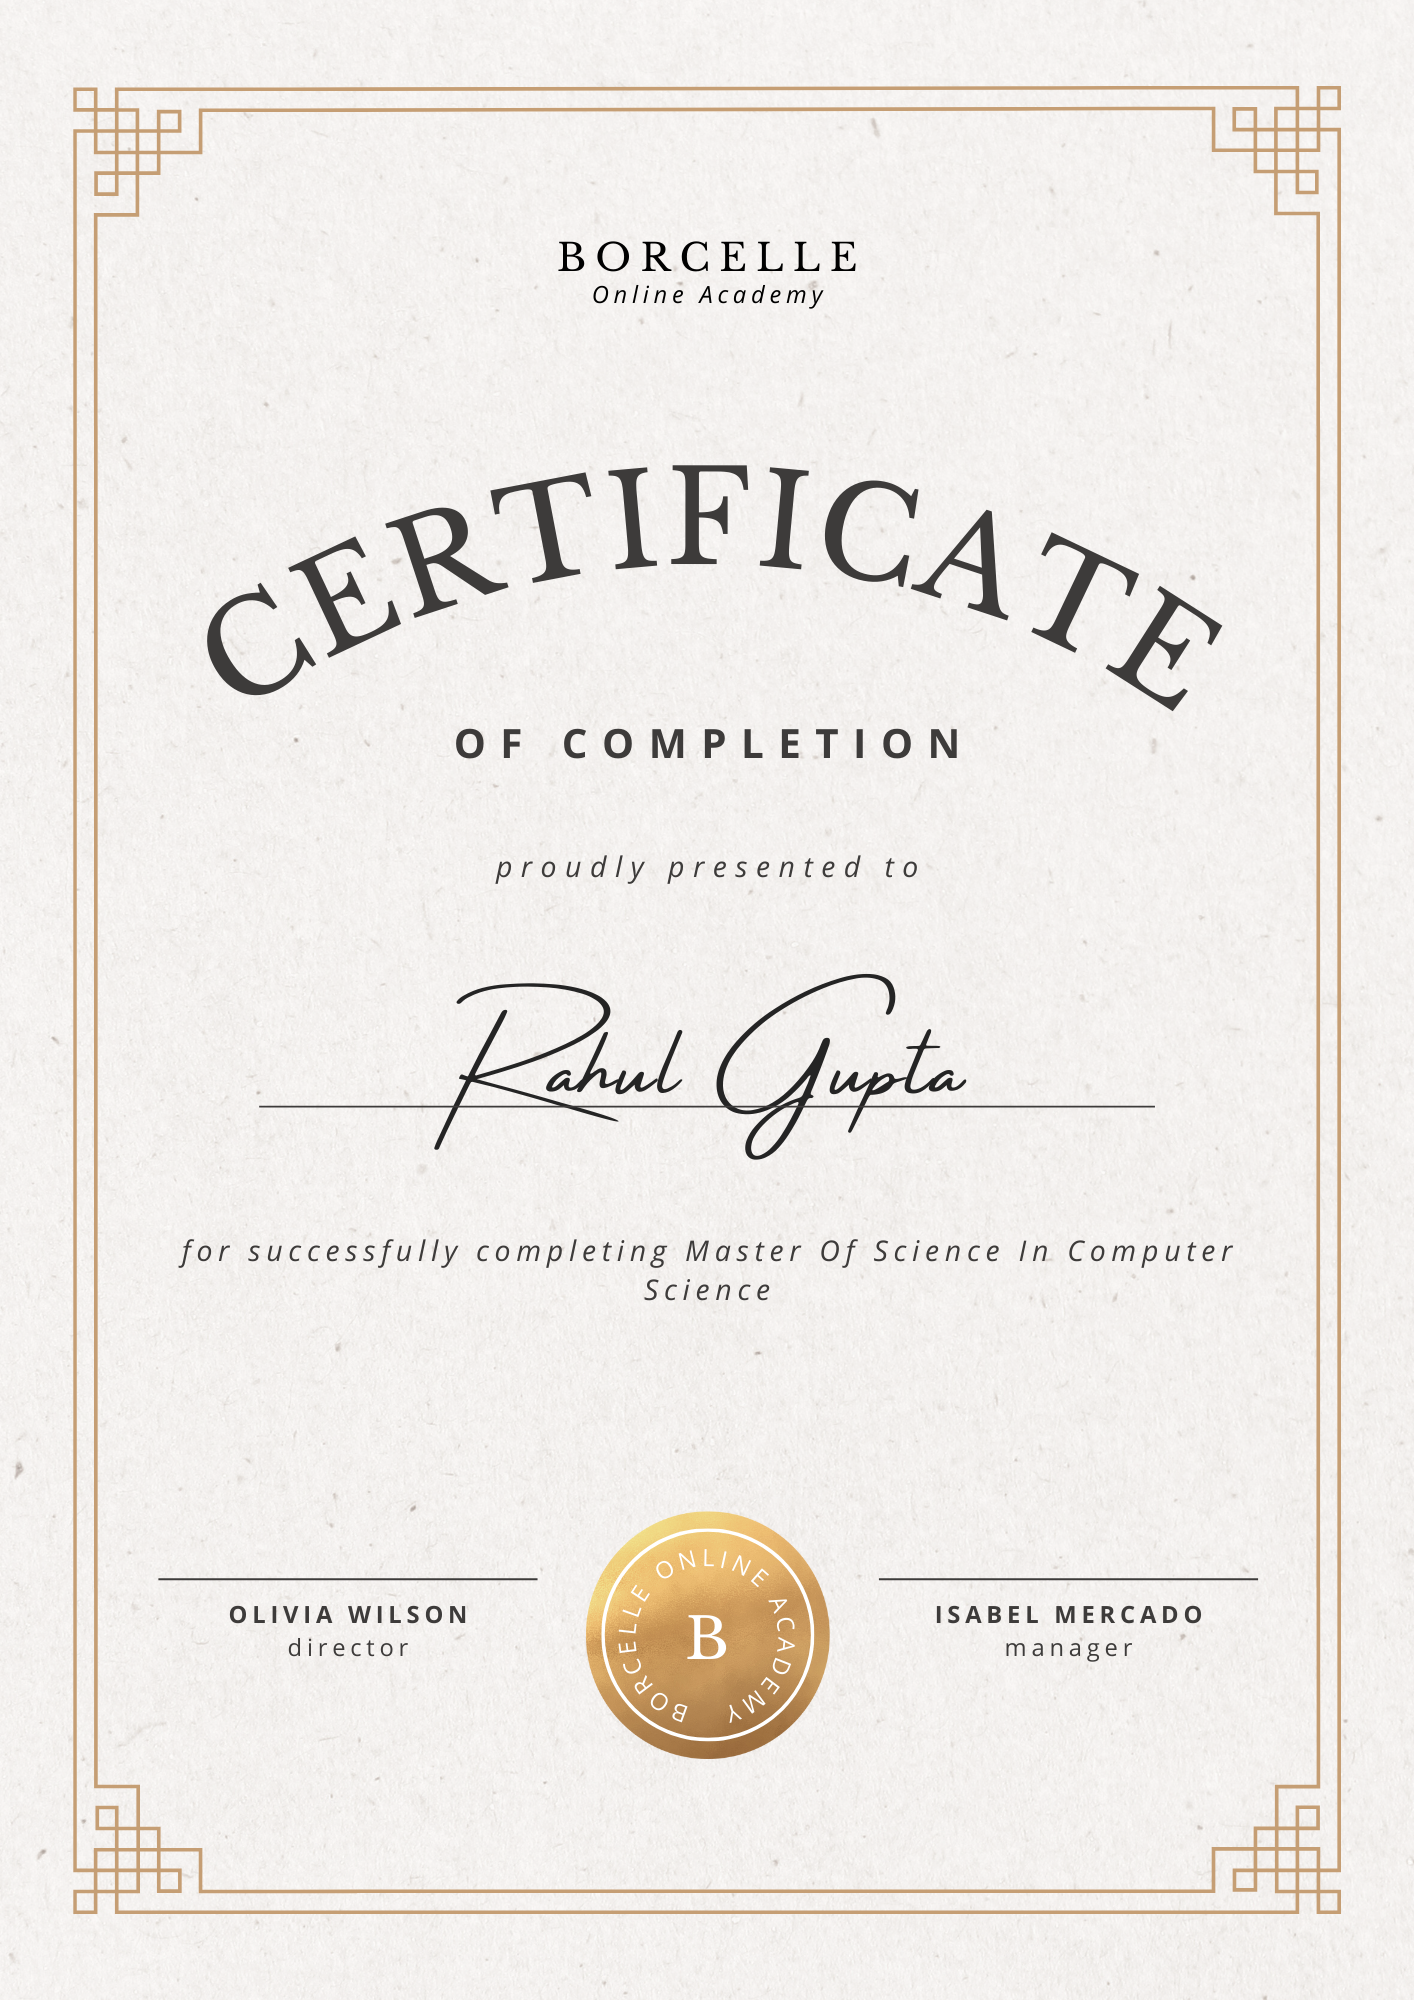 BORCELLE
Online Academy
CERTIFICATE
OF COMPLETION
proudly presented to
Rahul Gupta
for successfully completing Master Of Science In Computer
Science
OLIVIA WILSON
director
BORCELLE ONLINE ACADEMY
B
ISABEL MERCADO
manager